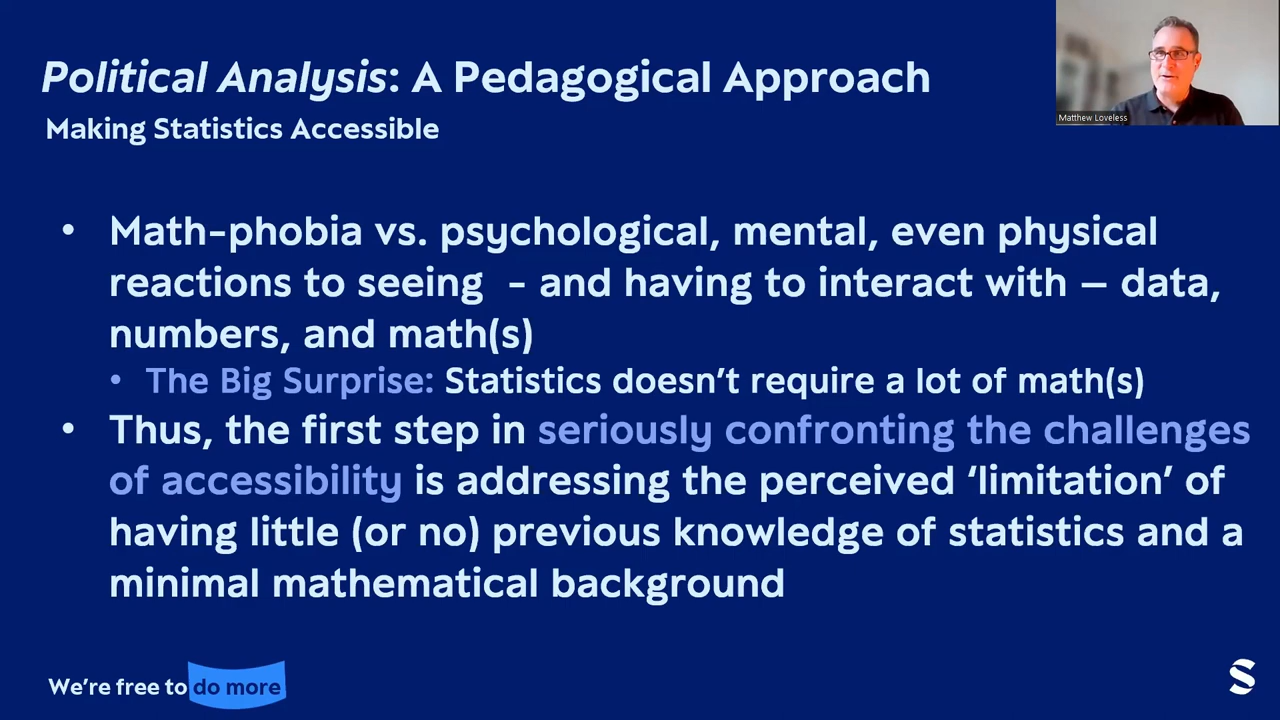 Political Analysis: A Pedagogical Approach
Making Statistics Accessible
Matthew Loveless
• Math-phobia vs. psychological, mental, even physical
reactions to seeing  - and having to interact with – data,
numbers, and math(s)
• The Big Surprise: Statistics doesn’t require a lot of math(s)
• Thus, the first step in seriously confronting the challenges
of accessibility is addressing the perceived ‘limitation’ of
having little (or no) previous knowledge of statistics and a
minimal mathematical background
We’re free to do more
S